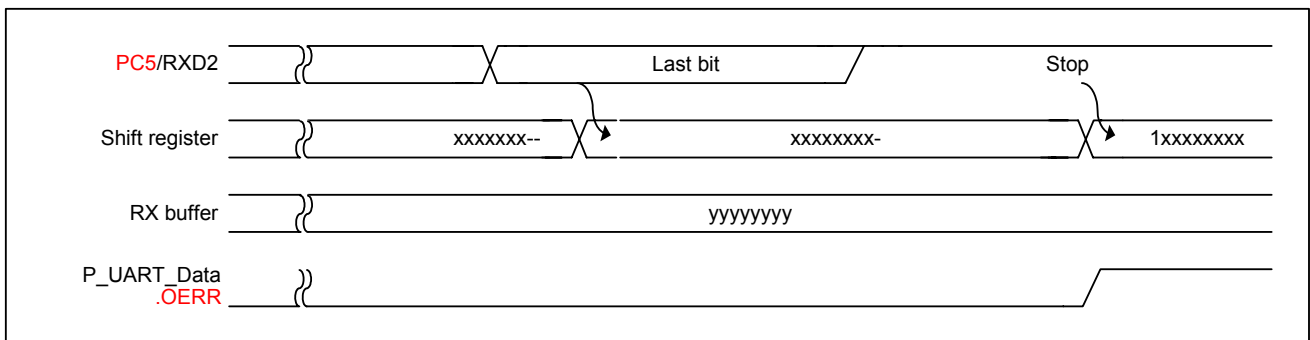 PC5/RXD2
Last bit
Stop
Shift register
xxxxxxx--
xxxxxxxx-
1xxxxxxxx
RX buffer
yyyyyyyy
P_UART_Data
.OERR